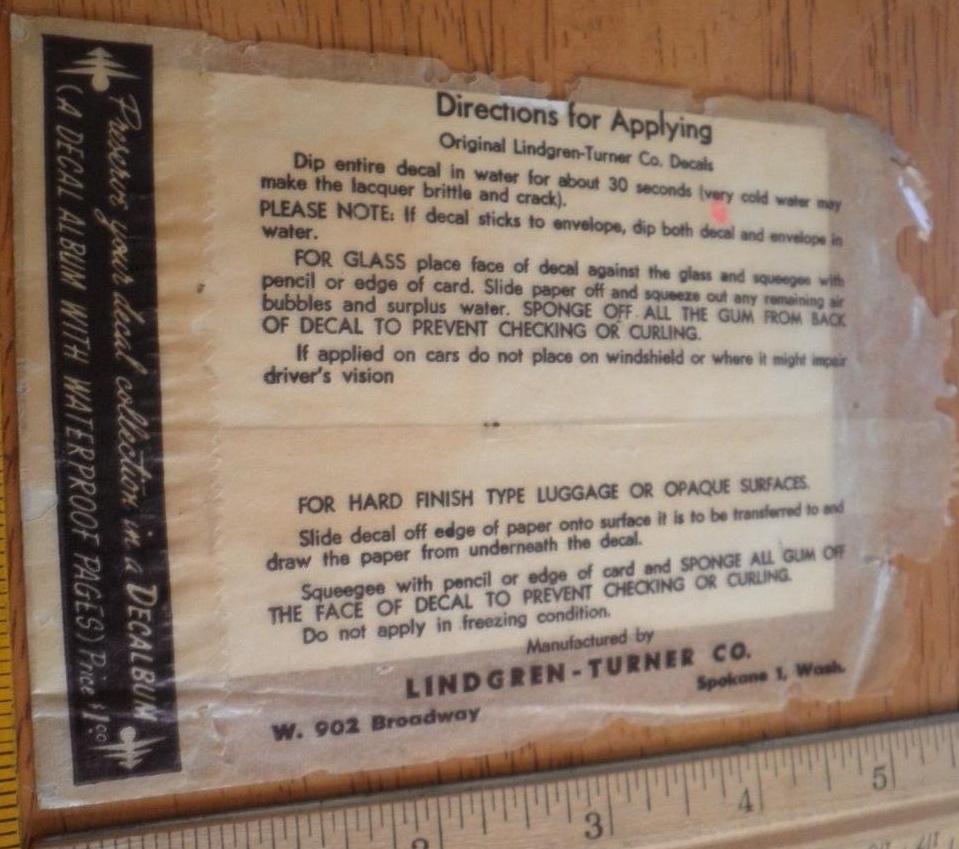 Directions for Applying
Original Lindgren-Turner Co. Decals
Dip entire decal in water for about 30 seconds (very cold water may
make the lacquer brittle and crack).
PLEASE NOTE: If decal sticks to envelope, dip both decal and envelope in
water.
FOR GLASS place face of decal against the glass and squeegee with
pencil or edge of card. Slide paper off and squeeze out any remaining air
bubbles and surplus water. SPONGE OFF ALL THE GUM FROM BACK
OF DECAL TO PREVENT CHECKING OR CURLING.
If applied on cars do not place on windshield or where it might impair
driver's vision
FOR HARD FINISH TYPE LUGGAGE OR OPAQUE SURFACES.
Slide decal off edge of paper onto surface it is to be transferred to and
draw the paper from underneath the decal.
Squeegee with pencil or edge of card and SPONGE ALL GUM OFF
THE FACE OF DECAL TO PREVENT CHECKING OR CURLING.
Do not apply in freezing condition.
Manufactured by
LINDGREN-TURNER CO.
W. 902 Broadway Spokane 1, Wash.
Preserve your decal collection in a DECALBUM
(A DECAL ALBUM WITH WATERPROOF PAGES) Price $1.00
2 3 4 5